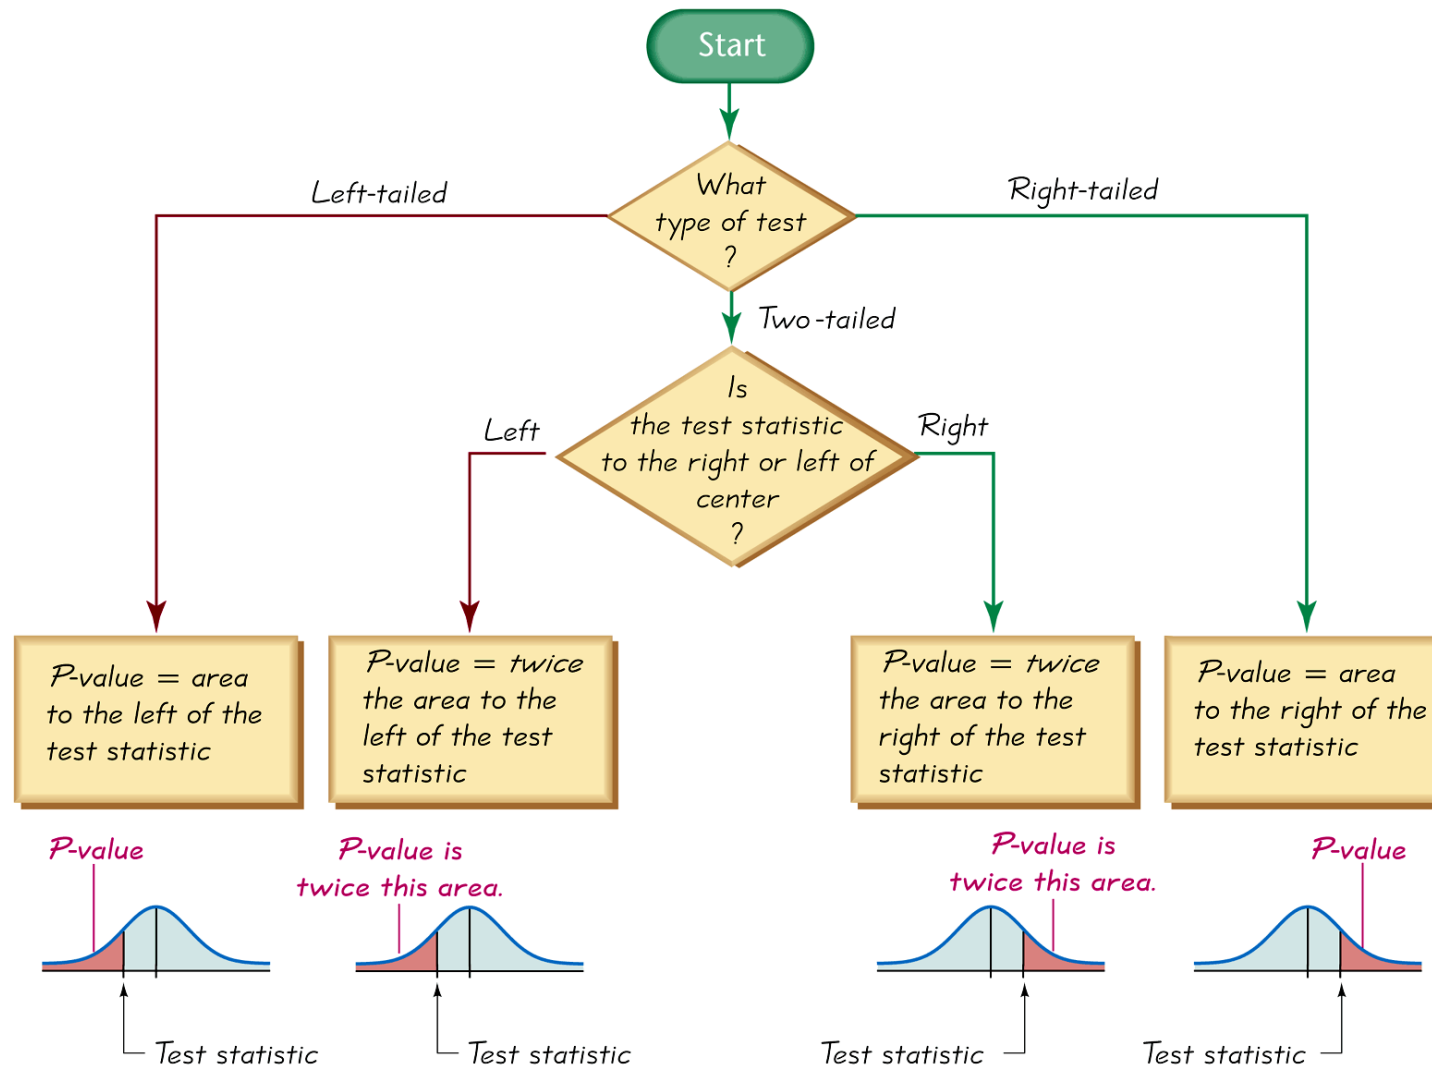 Start
What
type of test
?
Left-tailed
Right-tailed
Two-tailed
Is
the test statistic
to the right or left of
center
?
Left
Right
P-value = area
to the left of the
test statistic
P-value = twice
the area to the
left of the test
statistic
P-value = twice
the area to the
right of the test
statistic
P-value = area
to the right of the
test statistic
P-value
P-value is
twice this area.
P-value is
twice this area.
P-value
Test statistic
Test statistic
Test statistic
Test statistic